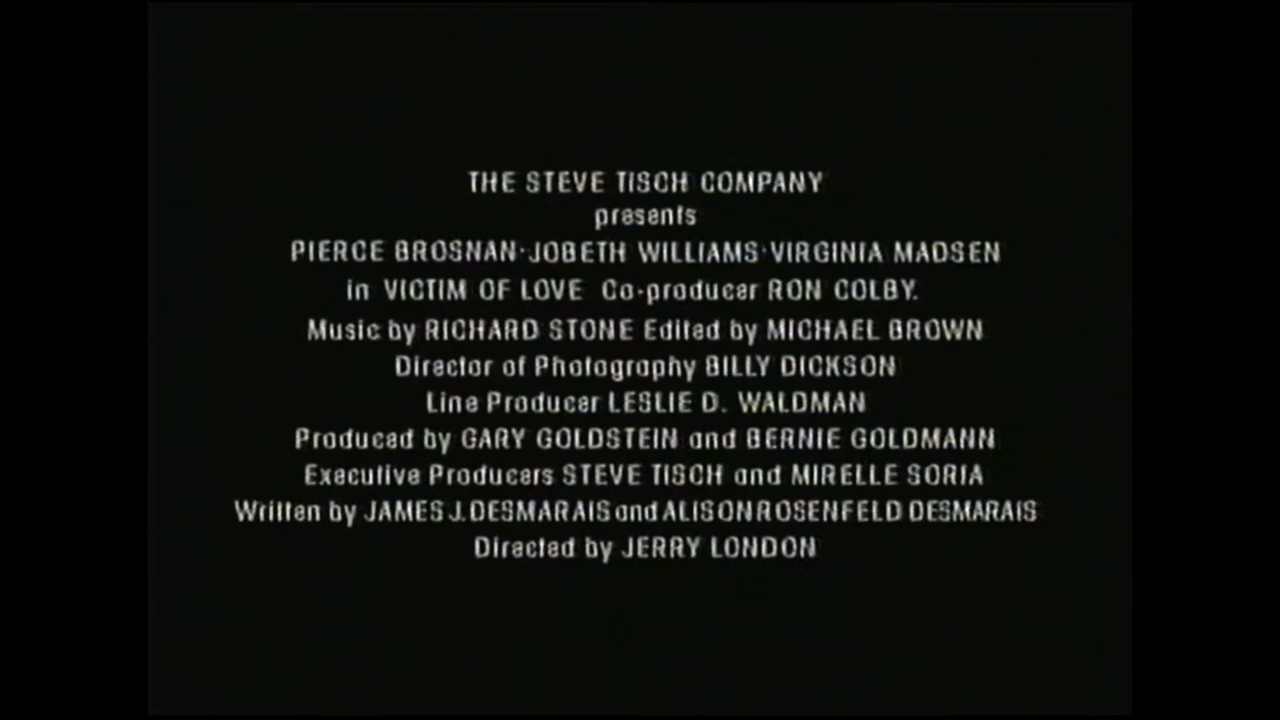 THE STEVE TISCH COMPANY
presents
PIERCE BROSNAN·JOBETH WILLIAMS·VIRGINIA MADSEN
in VICTIM OF LOVE Co-producer RON COLBY.
Music by RICHARD STONE Edited by MICHAEL BROWN
Director of Photography BILLY DICKSON
Line Producer LESLIE D. WALDMAN
Produced by GARY GOLDSTEIN and BERNIE GOLDMANN
Executive Producers STEVE TISCH and MIRELLE SORIA
Written by JAMES J. DESMARAIS and ALISON ROSENFELD DESMARAIS
Directed by JERRY LONDON